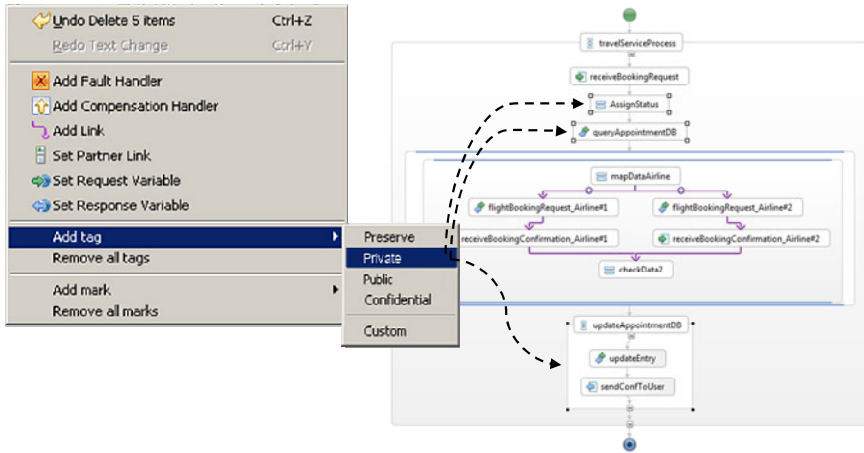 Undo Delete 5 items Ctrl+Z
Redo Text Change Ctrl+Y
Add Fault Handler
Add Compensation Handler
Add Link
Set Partner Link
Set Request Variable
Set Response Variable
Add tag
Remove all tags
Add mark
Remove all marks
Preserve
Private
Public
Confidential
Custom
travelServiceProcess
receiveBookingRequest
AssignStatus
queryAppointmentDB
mapDataAirline
flightBookingRequest_Airline#1 flightBookingRequest_Airline#2
receiveBookingConfirmation_Airline#1 receiveBookingConfirmation_Airline#2
checkData2
updateAppointmentDB
updateEntry
sendConfToUser